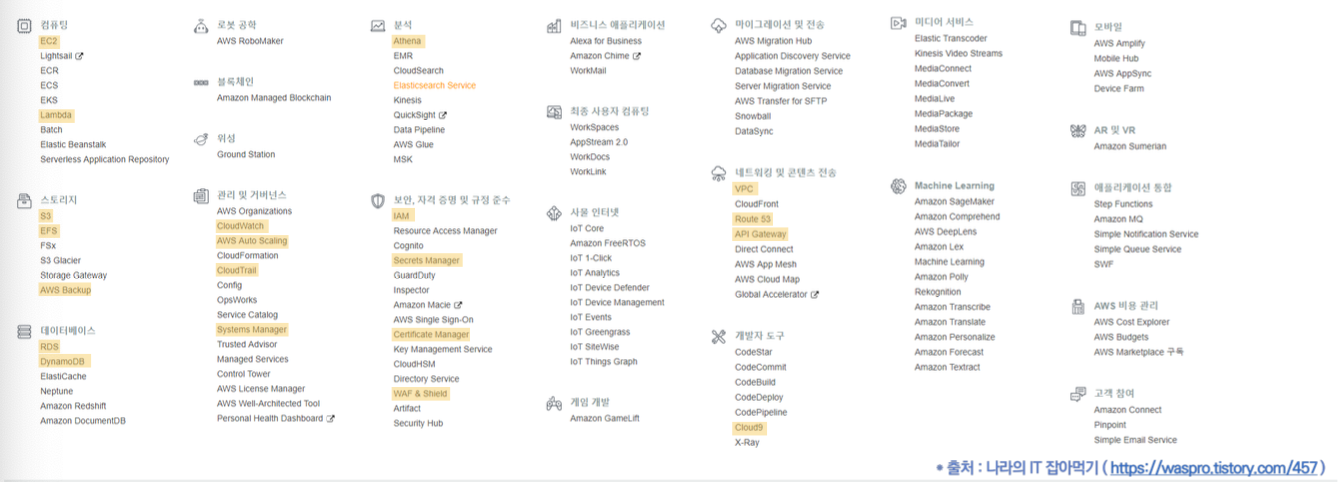 컴퓨팅
EC2
Lightsail
ECR
ECS
EKS
Lambda
Batch
Elastic Beanstalk
Serverless Application Repository
스토리지
S3
EFS
FSx
S3 Glacier
Storage Gateway
AWS Backup
데이터베이스
RDS
DynamoDB
ElastiCache
Neptune
Amazon Redshift
Amazon DocumentDB
로봇 공학
AWS RoboMaker
블록체인
Amazon Managed Blockchain
위성
Ground Station
관리 및 거버넌스
AWS Organizations
CloudWatch
AWS Auto Scaling
CloudFormation
CloudTrail
Config
OpsWorks
Service Catalog
Systems Manager
Trusted Advisor
Managed Services
Control Tower
AWS License Manager
AWS Well-Architected Tool
Personal Health Dashboard
분석
Athena
EMR
CloudSearch
Elasticsearch Service
Kinesis
QuickSight
Data Pipeline
AWS Glue
MSK
보안, 자격 증명 및 규정 준수
IAM
Resource Access Manager
Cognito
Secrets Manager
GuardDuty
Inspector
Amazon Macie
AWS Single Sign-On
Certificate Manager
Key Management Service
CloudHSM
Directory Service
WAF & Shield
Artifact
Security Hub
비즈니스 애플리케이션
Alexa for Business
Amazon Chime
WorkMail
최종 사용자 컴퓨팅
WorkSpaces
AppStream 2.0
WorkDocs
WorkLink
사물 인터넷
IoT Core
Amazon FreeRTOS
IoT 1-Click
IoT Analytics
IoT Device Defender
IoT Device Management
IoT Events
IoT Greengrass
IoT SiteWise
IoT Things Graph
게임 개발
Amazon GameLift
마이그레이션 및 전송
AWS Migration Hub
Application Discovery Service
Database Migration Service
Server Migration Service
AWS Transfer for SFTP
Snowball
DataSync
네트워킹 및 콘텐츠 전송
VPC
CloudFront
Route 53
API Gateway
Direct Connect
AWS App Mesh
AWS Cloud Map
Global Accelerator
개발자 도구
CodeStar
CodeCommit
CodeBuild
CodeDeploy
CodePipeline
Cloud9
X-Ray
미디어 서비스
Elastic Transcoder
Kinesis Video Streams
MediaConnect
MediaConvert
MediaLive
MediaPackage
MediaStore
MediaTailor
Machine Learning
Amazon SageMaker
Amazon Comprehend
AWS DeepLens
Amazon Lex
Machine Learning
Amazon Polly
Rekognition
Amazon Transcribe
Amazon Translate
Amazon Personalize
Amazon Forecast
Amazon Textract
모바일
AWS Amplify
Mobile Hub
AWS AppSync
Device Farm
AR 및 VR
Amazon Sumerian
애플리케이션 통합
Step Functions
Amazon MQ
Simple Notification Service
Simple Queue Service
SWF
AWS 비용 관리
AWS Cost Explorer
AWS Budgets
AWS Marketplace 구독
고객 참여
Amazon Connect
Pinpoint
Simple Email Service
* 출처 : 나라의 IT 잡아먹기 ( https://waspro.tistory.com/457 )